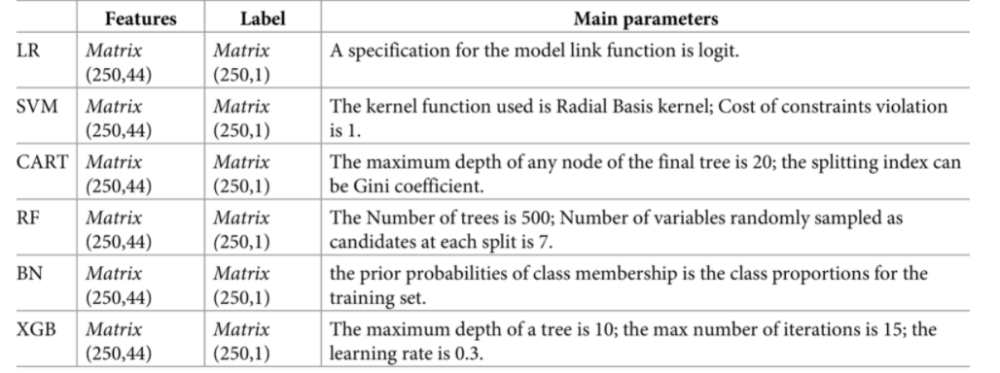 Features Label Main parameters
LR Matrix Matrix A specification for the model link function is logit.
(250,44) (250,1)
SVM Matrix Matrix The kernel function used is Radial Basis kernel; Cost of constraints violation
(250,44) (250,1) is 1.
CART Matrix Matrix The maximum depth of any node of the final tree is 20; the splitting index can
(250,44) (250,1) be Gini coefficient.
RF Matrix Matrix The Number of trees is 500; Number of variables randomly sampled as
(250,44) (250,1) candidates at each split is 7.
BN Matrix Matrix the prior probabilities of class membership is the class proportions for the
(250,44) (250,1) training set.
XGB Matrix Matrix The maximum depth of a tree is 10; the max number of iterations is 15; the
(250,44) (250,1) learning rate is 0.3.